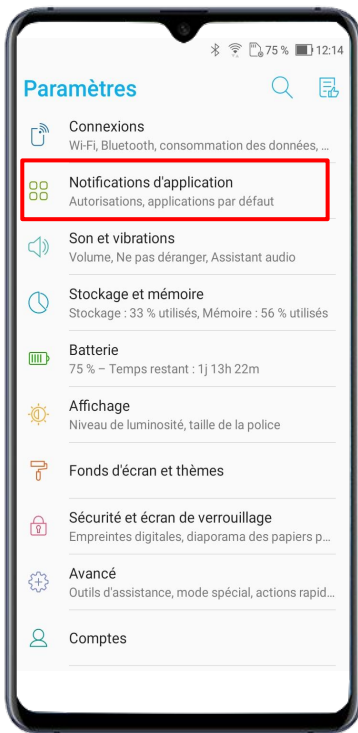 75 % 12:14
Paramètres
Connexions
Wi-Fi, Bluetooth, consommation des données, ...
Notifications d'application
Autorisations, applications par défaut
Son et vibrations
Volume, Ne pas déranger, Assistant audio
Stockage et mémoire
Stockage : 33 % utilisés, Mémoire : 56 % utilisés
Batterie
75 % – Temps restant : 1j 13h 22m
Affichage
Niveau de luminosité, taille de la police
Fonds d'écran et thèmes
Sécurité et écran de verrouillage
Empreintes digitales, diaporama des papiers p...
Avancé
Outils d'assistance, mode spécial, actions rapid...
Comptes